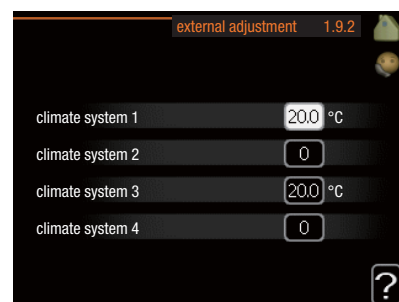 external adjustment 1.9.2
climate system 1 20.0 °C
climate system 2 0
climate system 3 20.0 °C
climate system 4 0
?